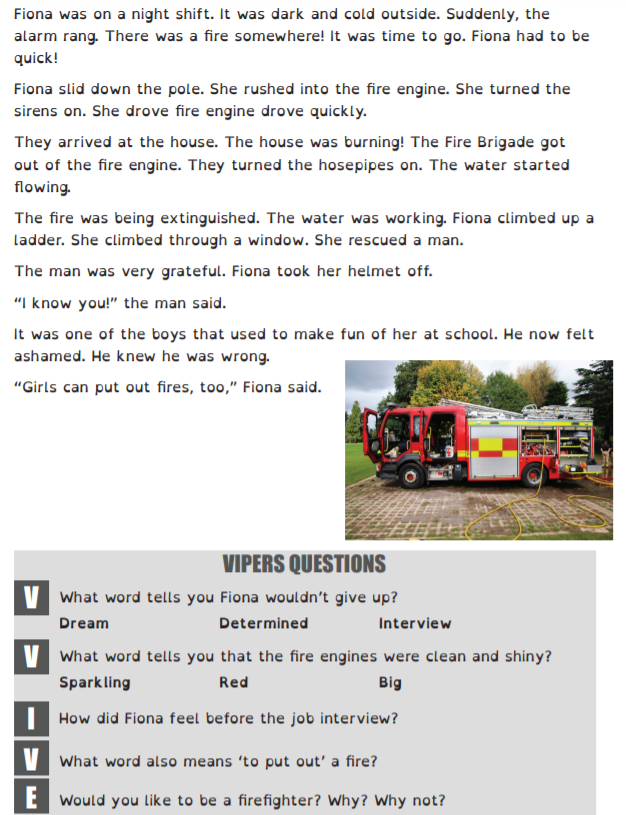 Fiona was on a night shift. It was dark and cold outside. Suddenly, the
alarm rang. There was a fire somewhere! It was time to go. Fiona had to be
quick!
Fiona slid down the pole. She rushed into the fire engine. She turned the
sirens on. She drove fire engine drove quickly.
They arrived at the house. The house was burning! The Fire Brigade got
out of the fire engine. They turned the hosepipes on. The water started
flowing.
The fire was being extinguished. The water was working. Fiona climbed up a
ladder. She climbed through a window. She rescued a man.
The man was very grateful. Fiona took her helmet off.
“I know you!” the man said.
It was one of the boys that used to make fun of her at school. He now felt
ashamed. He knew he was wrong.
“Girls can put out fires, too,” Fiona said.
VIPERS QUESTIONS
V What word tells you Fiona wouldn’t give up?
Dream Determined Interview
V What word tells you that the fire engines were clean and shiny?
Sparkling Red Big
I How did Fiona feel before the job interview?
V What word also means ‘to put out’ a fire?
E Would you like to be a firefighter? Why? Why not?